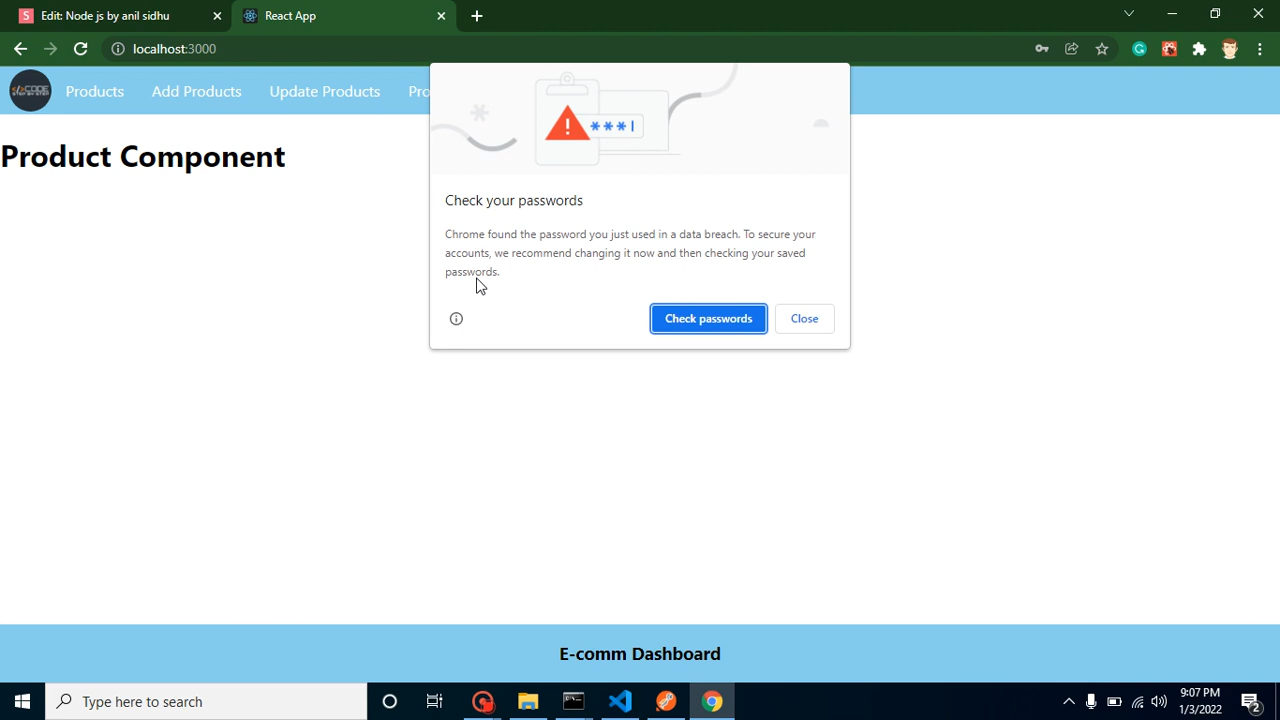 Edit: Node js by anil sidhu
React App
localhost:3000
Products Add Products Update Products Pro
Product Component
***|
Check your passwords
Chrome found the password you just used in a data breach. To secure your
accounts, we recommend changing it now and then checking your saved
passwords.
Check passwords Close
E-comm Dashboard
Type here to search
9:07 PM
1/3/2022
2